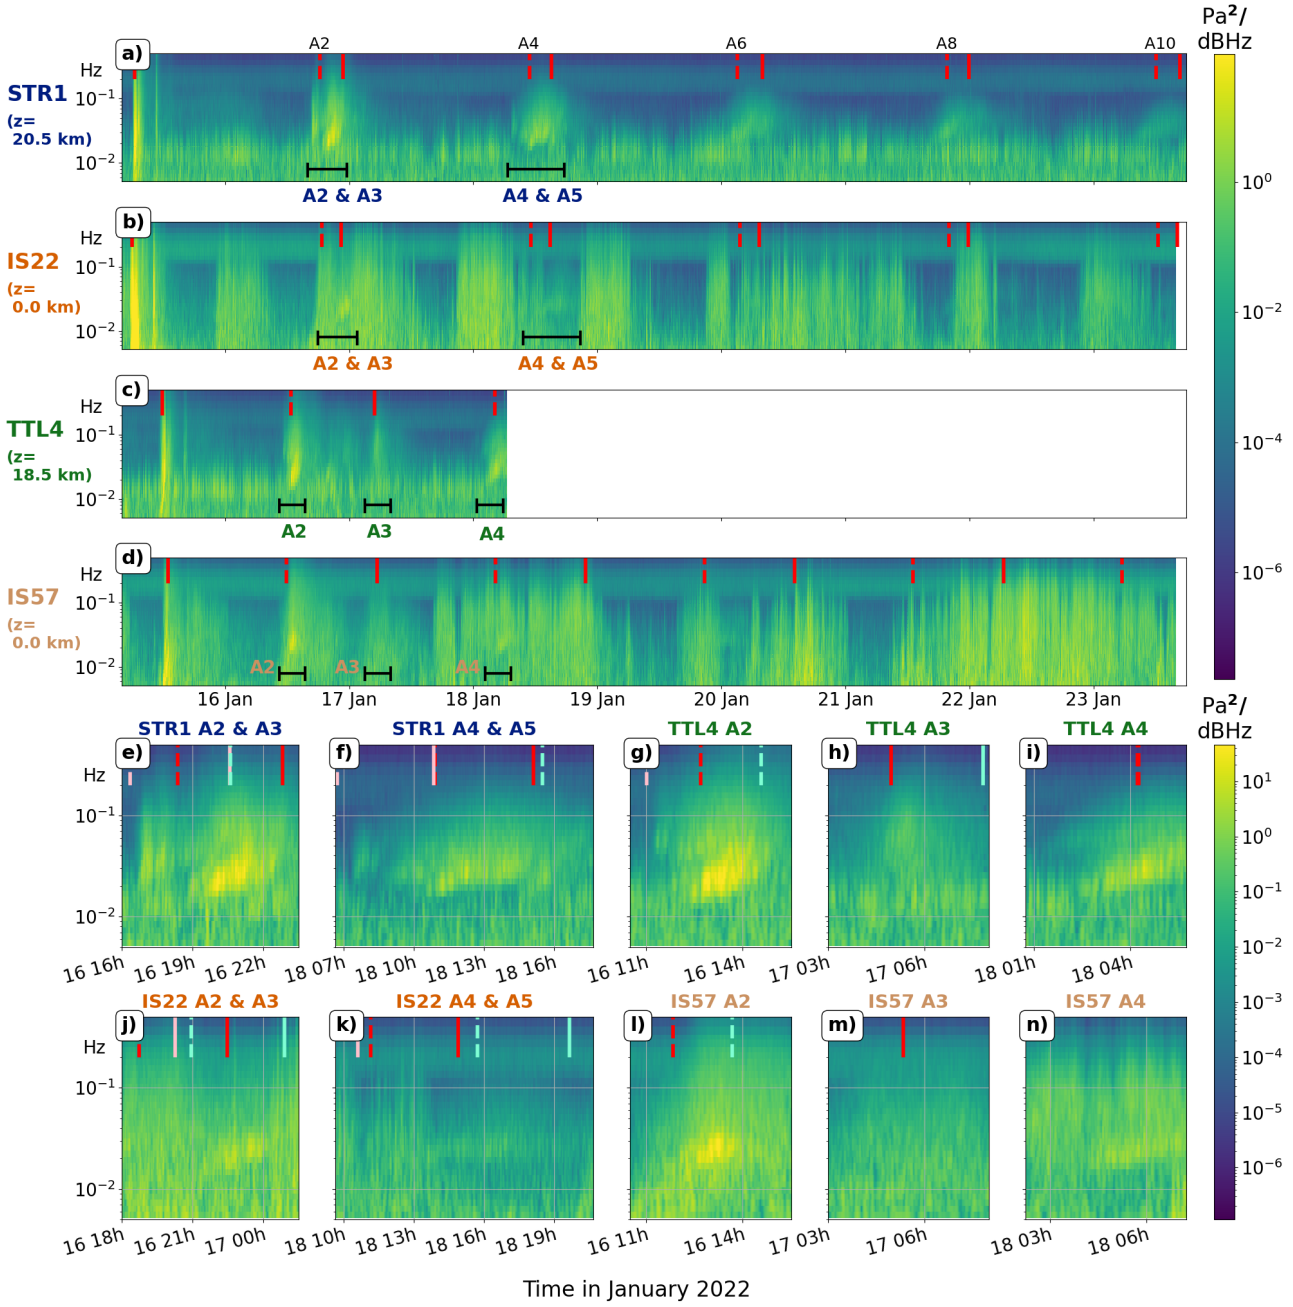 Pa²/
dBHz
A2 A4 A6 A8 A10
a)
Hz
STR1
10⁻¹
(z=
20.5 km)
10⁻²
A2 & A3 A4 & A5
b)
Hz
IS22
10⁻¹
(z=
0.0 km)
10⁻²
A2 & A3 A4 & A5
c)
Hz
TTL4
10⁻¹
(z=
18.5 km)
10⁻²
A2 A3 A4
d)
Hz
IS57
10⁻¹
(z=
0.0 km)
10⁻²
A2 A3 A4
16 Jan 17 Jan 18 Jan 19 Jan 20 Jan 21 Jan 22 Jan 23 Jan
10⁰
10⁻²
10⁻⁴
10⁻⁶
Pa²/
dBHz
STR1 A2 & A3 STR1 A4 & A5 TTL4 A2 TTL4 A3 TTL4 A4
e) f) g) h) i)
Hz
10⁻¹
10⁻²
16 16h 16 19h 16 22h 18 07h 18 10h 18 13h 18 16h 16 11h 16 14h 17 03h 17 06h 18 01h 18 04h
IS22 A2 & A3 IS22 A4 & A5 IS57 A2 IS57 A3 IS57 A4
j) k) l) m) n)
Hz
10⁻¹
10⁻²
16 18h 16 21h 17 00h 18 10h 18 13h 18 16h 18 19h 16 11h 16 14h 17 03h 17 06h 18 03h 18 06h
10¹
10⁰
10⁻¹
10⁻²
10⁻³
10⁻⁴
10⁻⁵
10⁻⁶
Time in January 2022